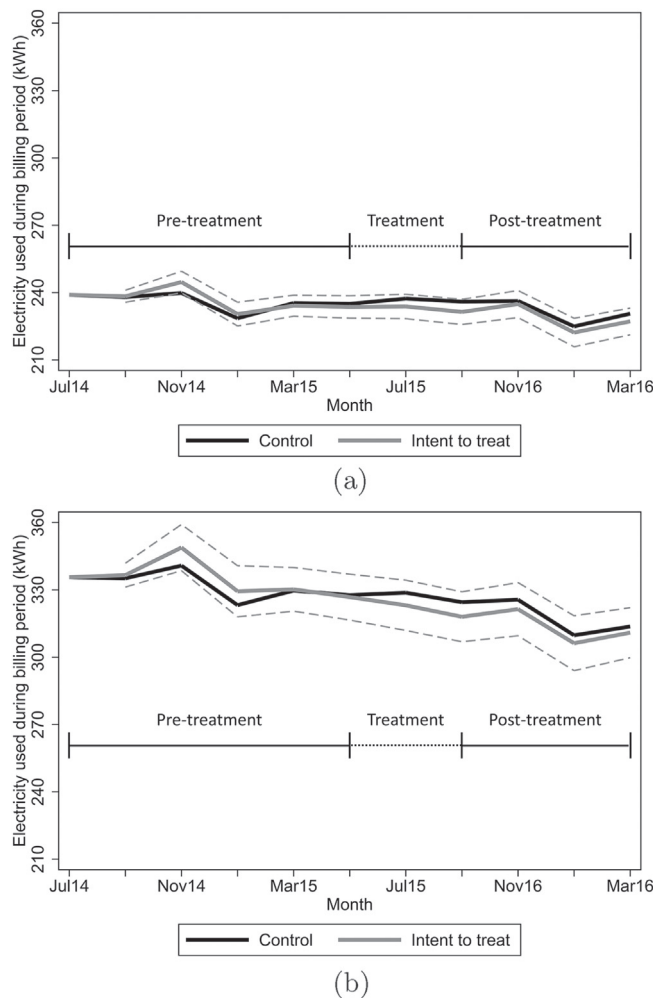 Electricity used during billing period (kWh)
360
330
300
270
240
210
Pre-treatment Treatment Post-treatment
Jul14 Nov14 Mar15 Jul15 Nov16 Mar16
Month
Control Intent to treat
(a)
Electricity used during billing period (kWh)
360
330
300
270
240
210
Pre-treatment Treatment Post-treatment
Jul14 Nov14 Mar15 Jul15 Nov16 Mar16
Month
Control Intent to treat
(b)